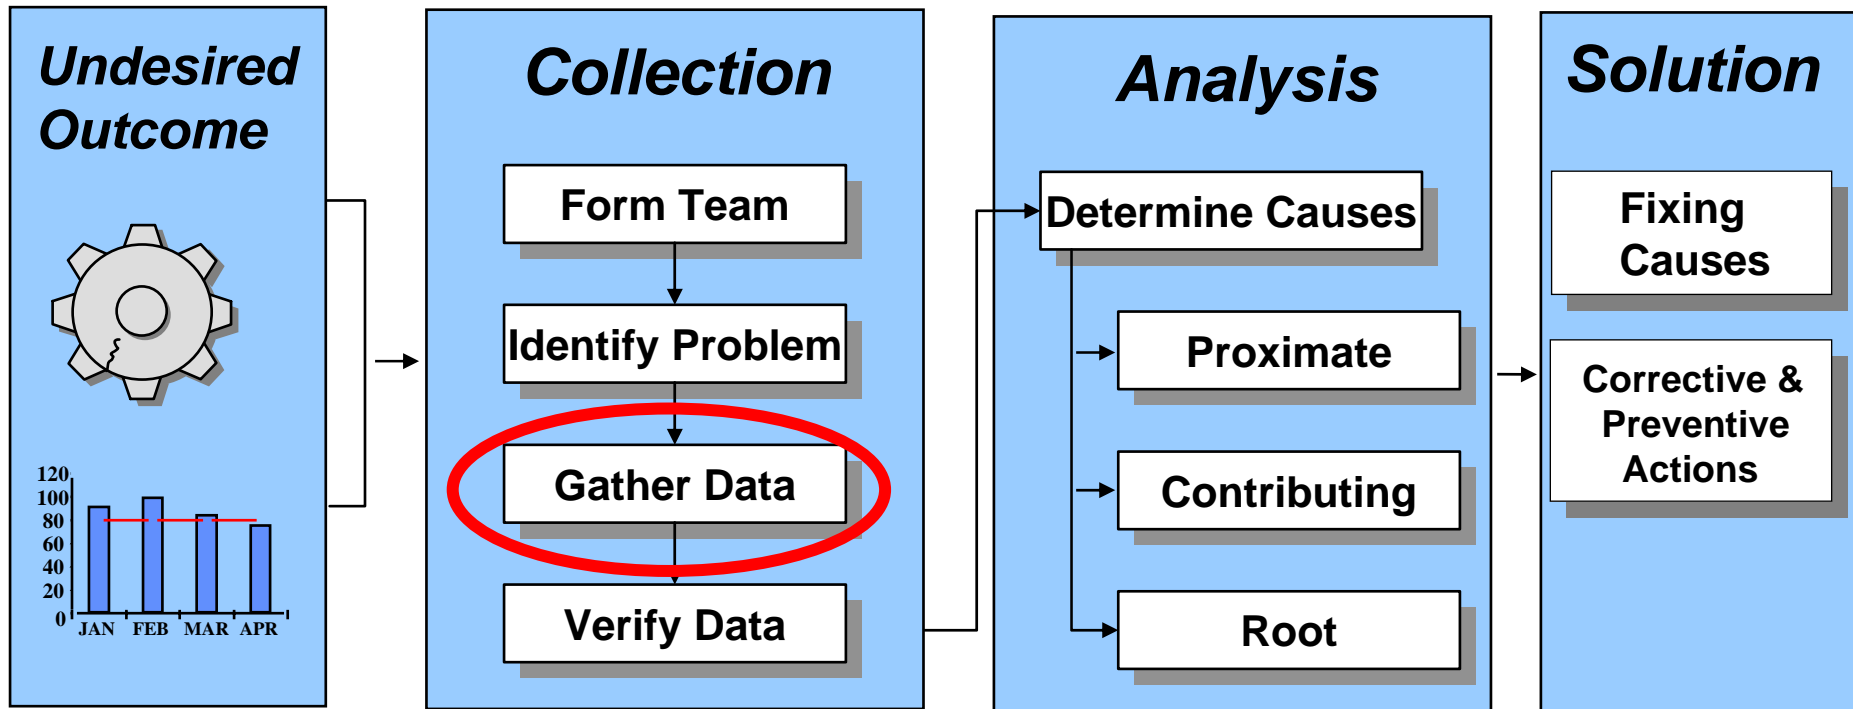 Undesired
Outcome
120
100
80
60
40
20
0
JAN FEB MAR APR
Collection
Form Team
Identify Problem
Gather Data
Verify Data
Analysis
Determine Causes
Proximate
Contributing
Root
Solution
Fixing
Causes
Corrective &
Preventive
Actions